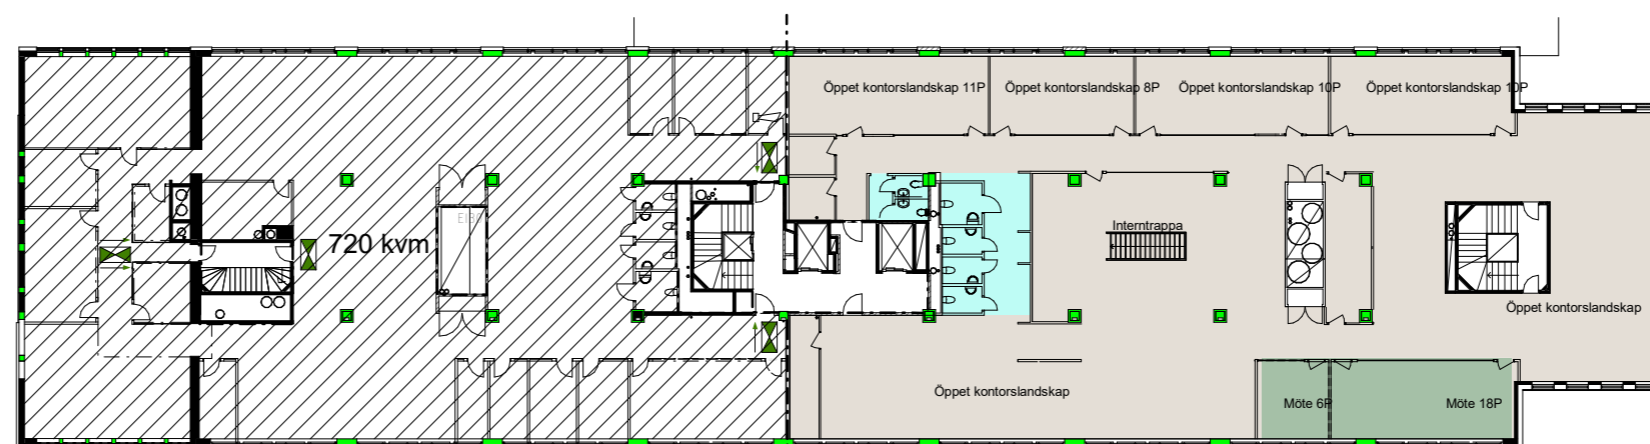 Öppet kontorslandskap 11P
Öppet kontorslandskap 8P
Öppet kontorslandskap 10P
Öppet kontorslandskap 10P
720 kvm
Interntrappa
Öppet kontorslandskap
Öppet kontorslandskap
Möte 6P
Möte 18P